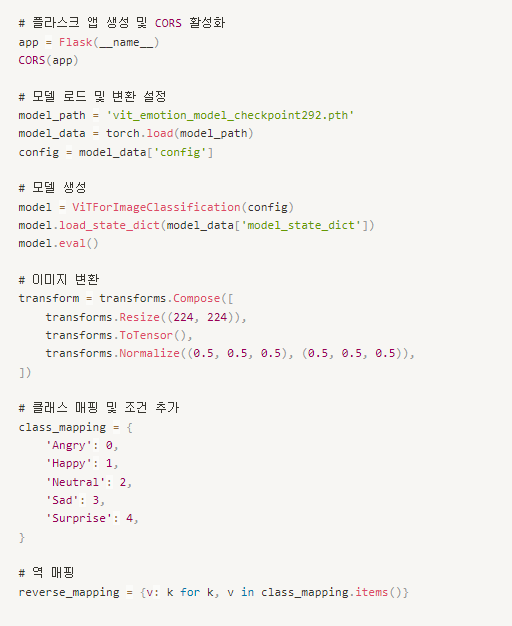 # 플라스크 앱 생성 및 CORS 활성화
app = Flask(__name__)
CORS(app)
# 모델 로드 및 변환 설정
model_path = 'vit_emotion_model_checkpoint292.pth'
model_data = torch.load(model_path)
config = model_data['config']
# 모델 생성
model = ViTForImageClassification(config)
model.load_state_dict(model_data['model_state_dict'])
model.eval()
# 이미지 변환
transform = transforms.Compose([
    transforms.Resize((224, 224)),
    transforms.ToTensor(),
    transforms.Normalize((0.5, 0.5, 0.5), (0.5, 0.5, 0.5)),
])
# 클래스 매핑 및 조건 추가
class_mapping = {
    'Angry': 0,
    'Happy': 1,
    'Neutral': 2,
    'Sad': 3,
    'Surprise': 4,
}
# 역 매핑
reverse_mapping = {v: k for k, v in class_mapping.items()}